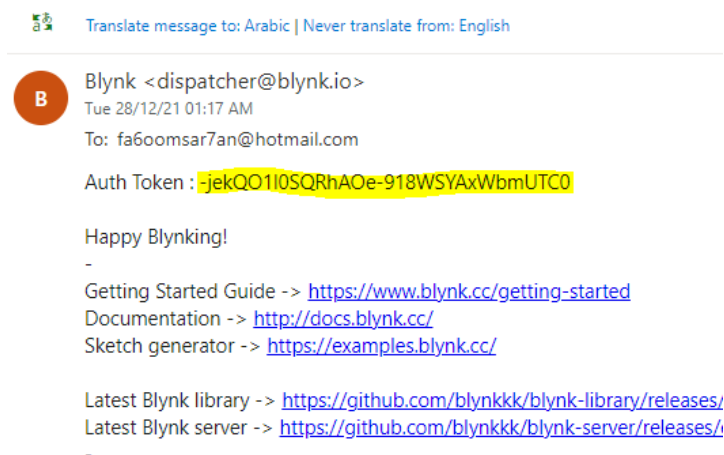 Translate message to: Arabic | Never translate from: English
B
Blynk <dispatcher@blynk.io>
Tue 28/12/21 01:17 AM
To: fa6oomsar7an@hotmail.com
Auth Token : -jekQO1I0SQRhAOe-918WSYAxWbmUTC0
Happy Blynking!
-
Getting Started Guide -> https://www.blynk.cc/getting-started
Documentation -> http://docs.blynk.cc/
Sketch generator -> https://examples.blynk.cc/
Latest Blynk library -> https://github.com/blynkkk/blynk-library/releases/
Latest Blynk server -> https://github.com/blynkkk/blynk-server/releases/
-